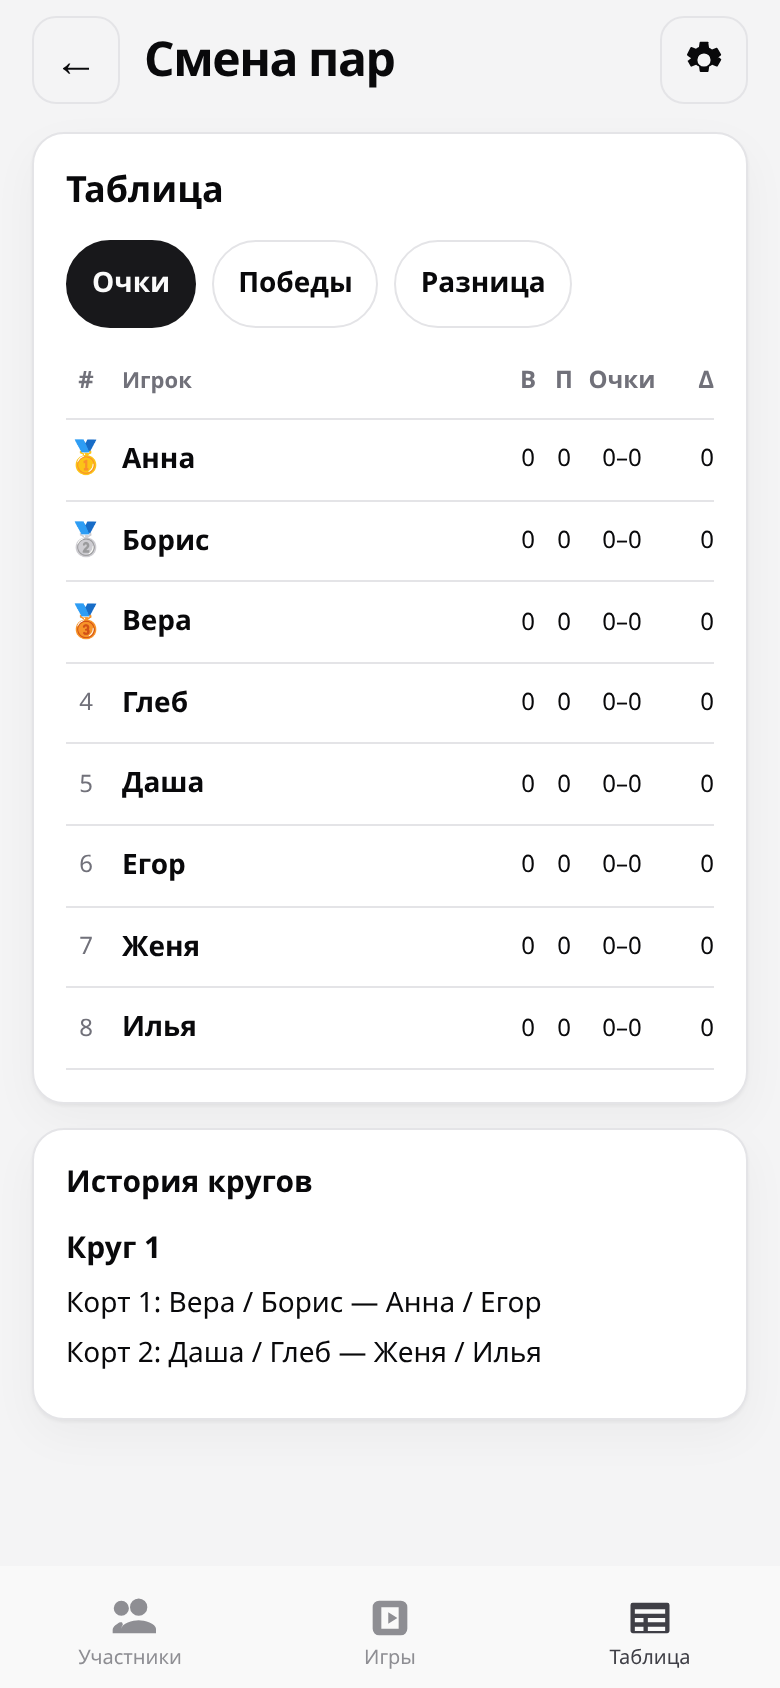 ← Смена пар
Таблица
Очки Победы Разница
# Игрок В П Очки Δ
🥇 Анна 0 0 0–0 0
🥈 Борис 0 0 0–0 0
🥉 Вера 0 0 0–0 0
4 Глеб 0 0 0–0 0
5 Даша 0 0 0–0 0
6 Егор 0 0 0–0 0
7 Женя 0 0 0–0 0
8 Илья 0 0 0–0 0
История кругов
Круг 1
Корт 1: Вера / Борис — Анна / Егор
Корт 2: Даша / Глеб — Женя / Илья
Участники Игры Таблица